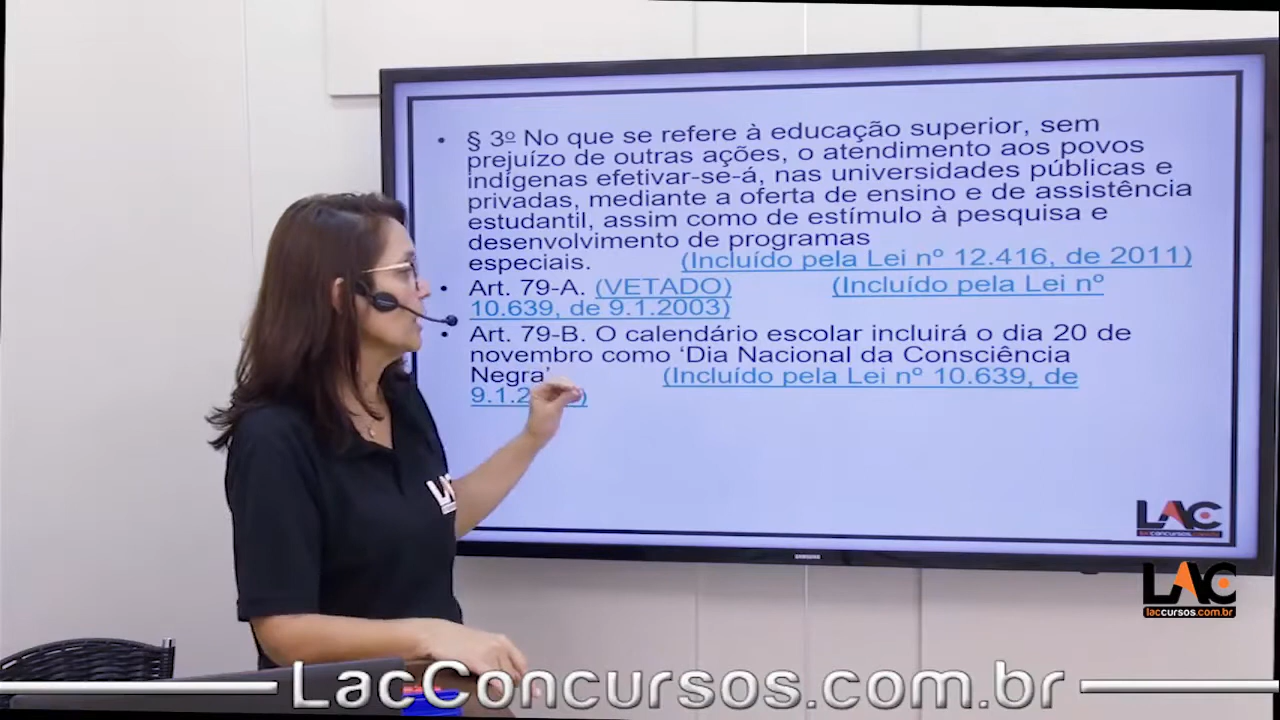 • § 3º No que se refere à educação superior, sem
prejuízo de outras ações, o atendimento aos povos
indígenas efetivar-se-á, nas universidades públicas e
privadas, mediante a oferta de ensino e de assistência
estudantil, assim como de estímulo à pesquisa e
desenvolvimento de programas
especiais. (Incluído pela Lei nº 12.416, de 2011)
• Art. 79-A. (VETADO) (Incluído pela Lei nº
10.639, de 9.1.2003)
• Art. 79-B. O calendário escolar incluirá o dia 20 de
novembro como ‘Dia Nacional da Consciência
Negra’ (Incluído pela Lei nº 10.639, de
LAC
lacconcursos.com.br
SAMSUNG
LAC
laccursos.com.br
LacConcursos.com.br